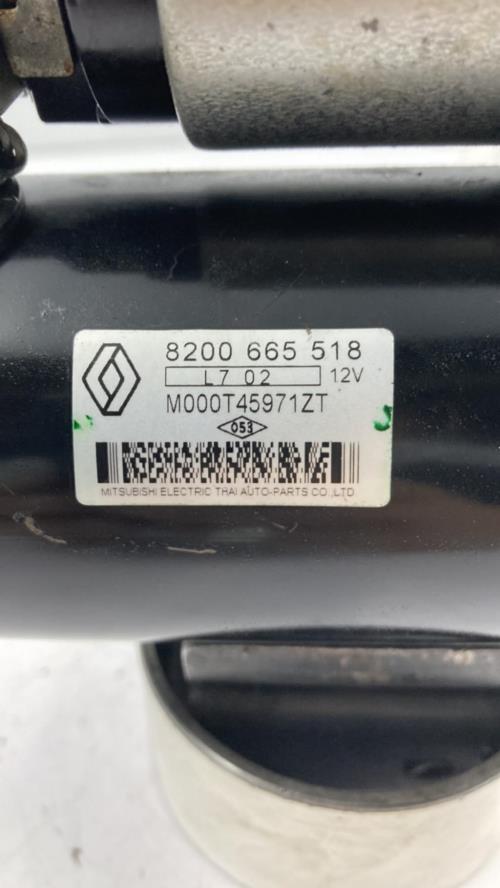 8200 665 518
L7 02 12V
M000T45971ZT
053
MITSUBISHI ELECTRIC THAI AUTO-PARTS CO.,LTD